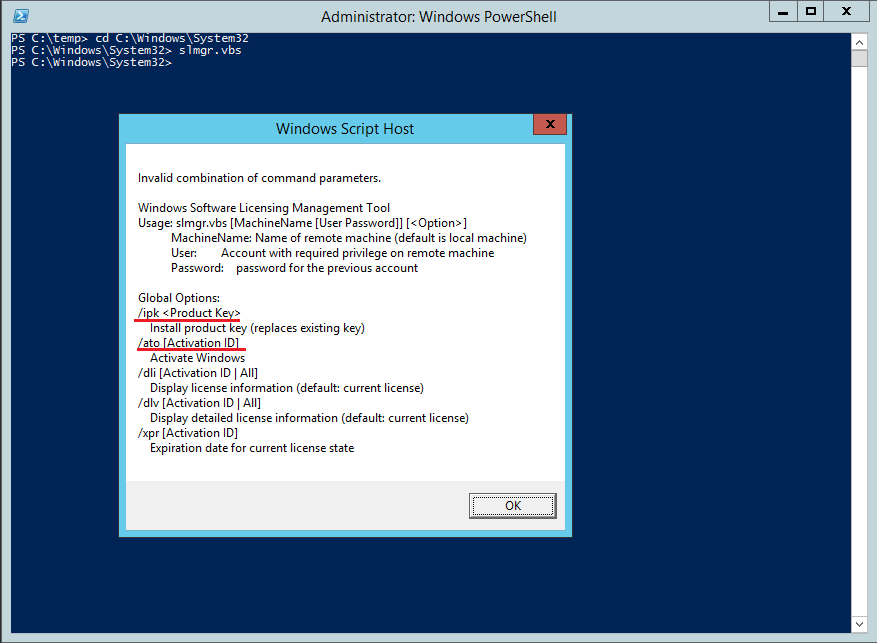 Administrator: Windows PowerShell
PS C:\temp> cd C:\Windows\System32
PS C:\Windows\System32> slmgr.vbs
PS C:\Windows\System32>
Windows Script Host
Invalid combination of command parameters.
Windows Software Licensing Management Tool
Usage: slmgr.vbs [MachineName [User Password]] [<Option>]
MachineName: Name of remote machine (default is local machine)
User: Account with required privilege on remote machine
Password: password for the previous account
Global Options:
/ipk <Product Key>
Install product key (replaces existing key)
/ato [Activation ID]
Activate Windows
/dli [Activation ID | All]
Display license information (default: current license)
/dlv [Activation ID | All]
Display detailed license information (default: current license)
/xpr [Activation ID]
Expiration date for current license state
OK